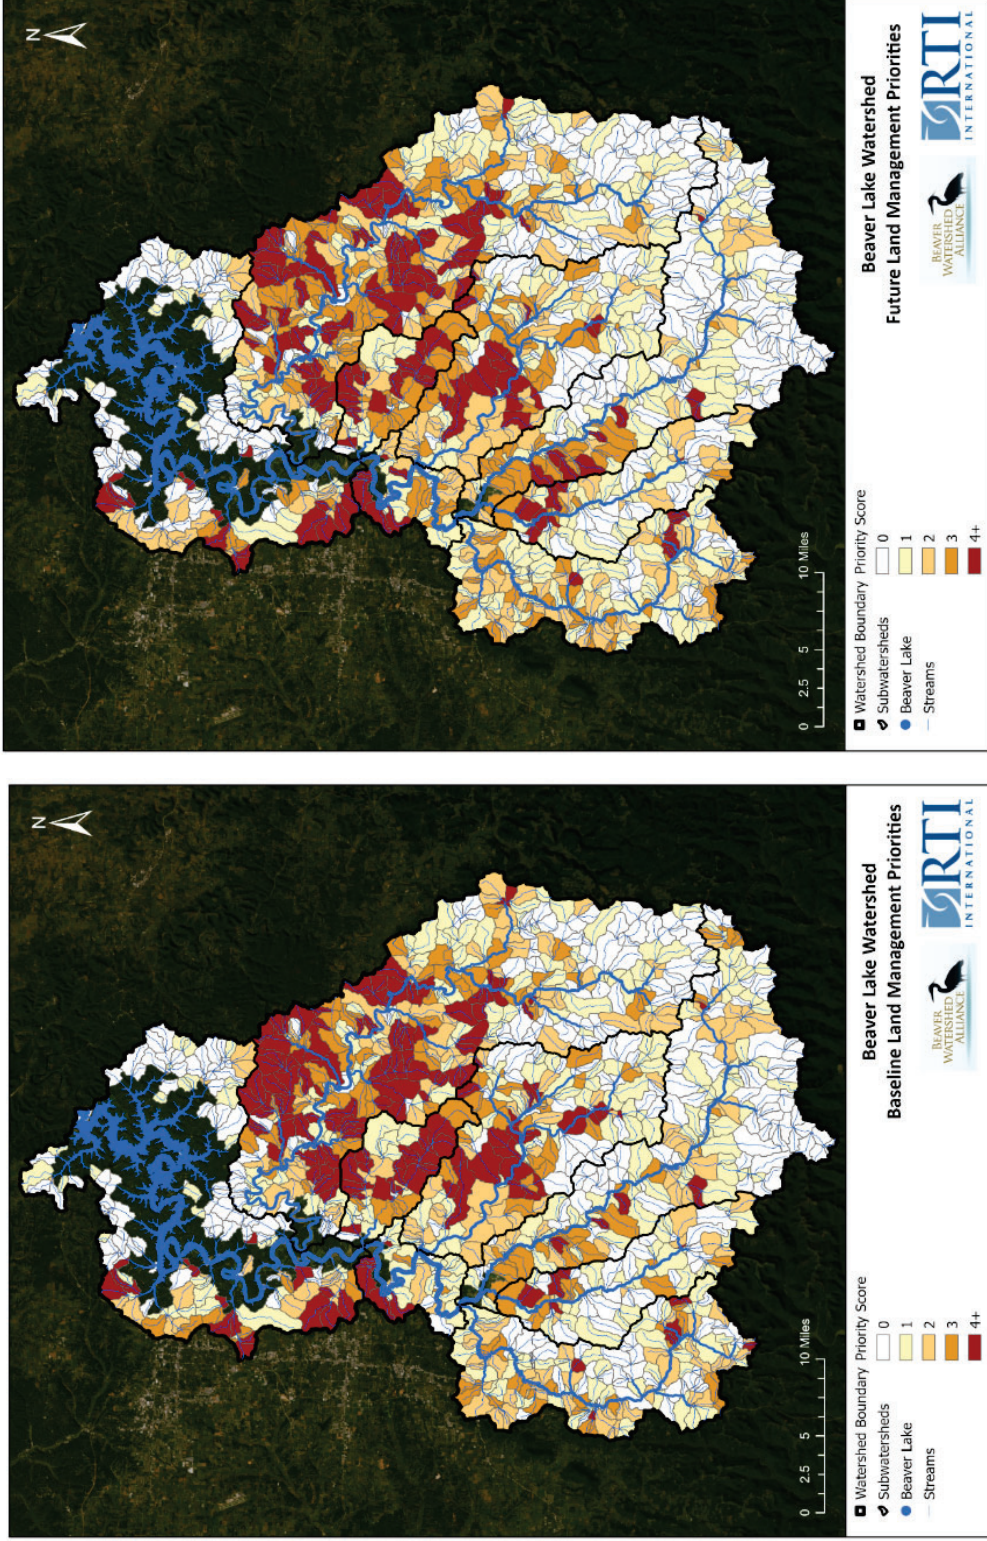 N
10 Miles
5
2.5
0
Beaver Lake Watershed
Baseline Land Management Priorities
Watershed Boundary
Subwatersheds
Beaver Lake
Streams
Priority Score
0
1
2
3
4+
BEAVER
WATERSHED
ALLIANCE
RTI
INTERNATIONAL
N
10 Miles
5
2.5
0
Beaver Lake Watershed
Future Land Management Priorities
Watershed Boundary
Subwatersheds
Beaver Lake
Streams
Priority Score
0
1
2
3
4+
BEAVER
WATERSHED
ALLIANCE
RTI
INTERNATIONAL